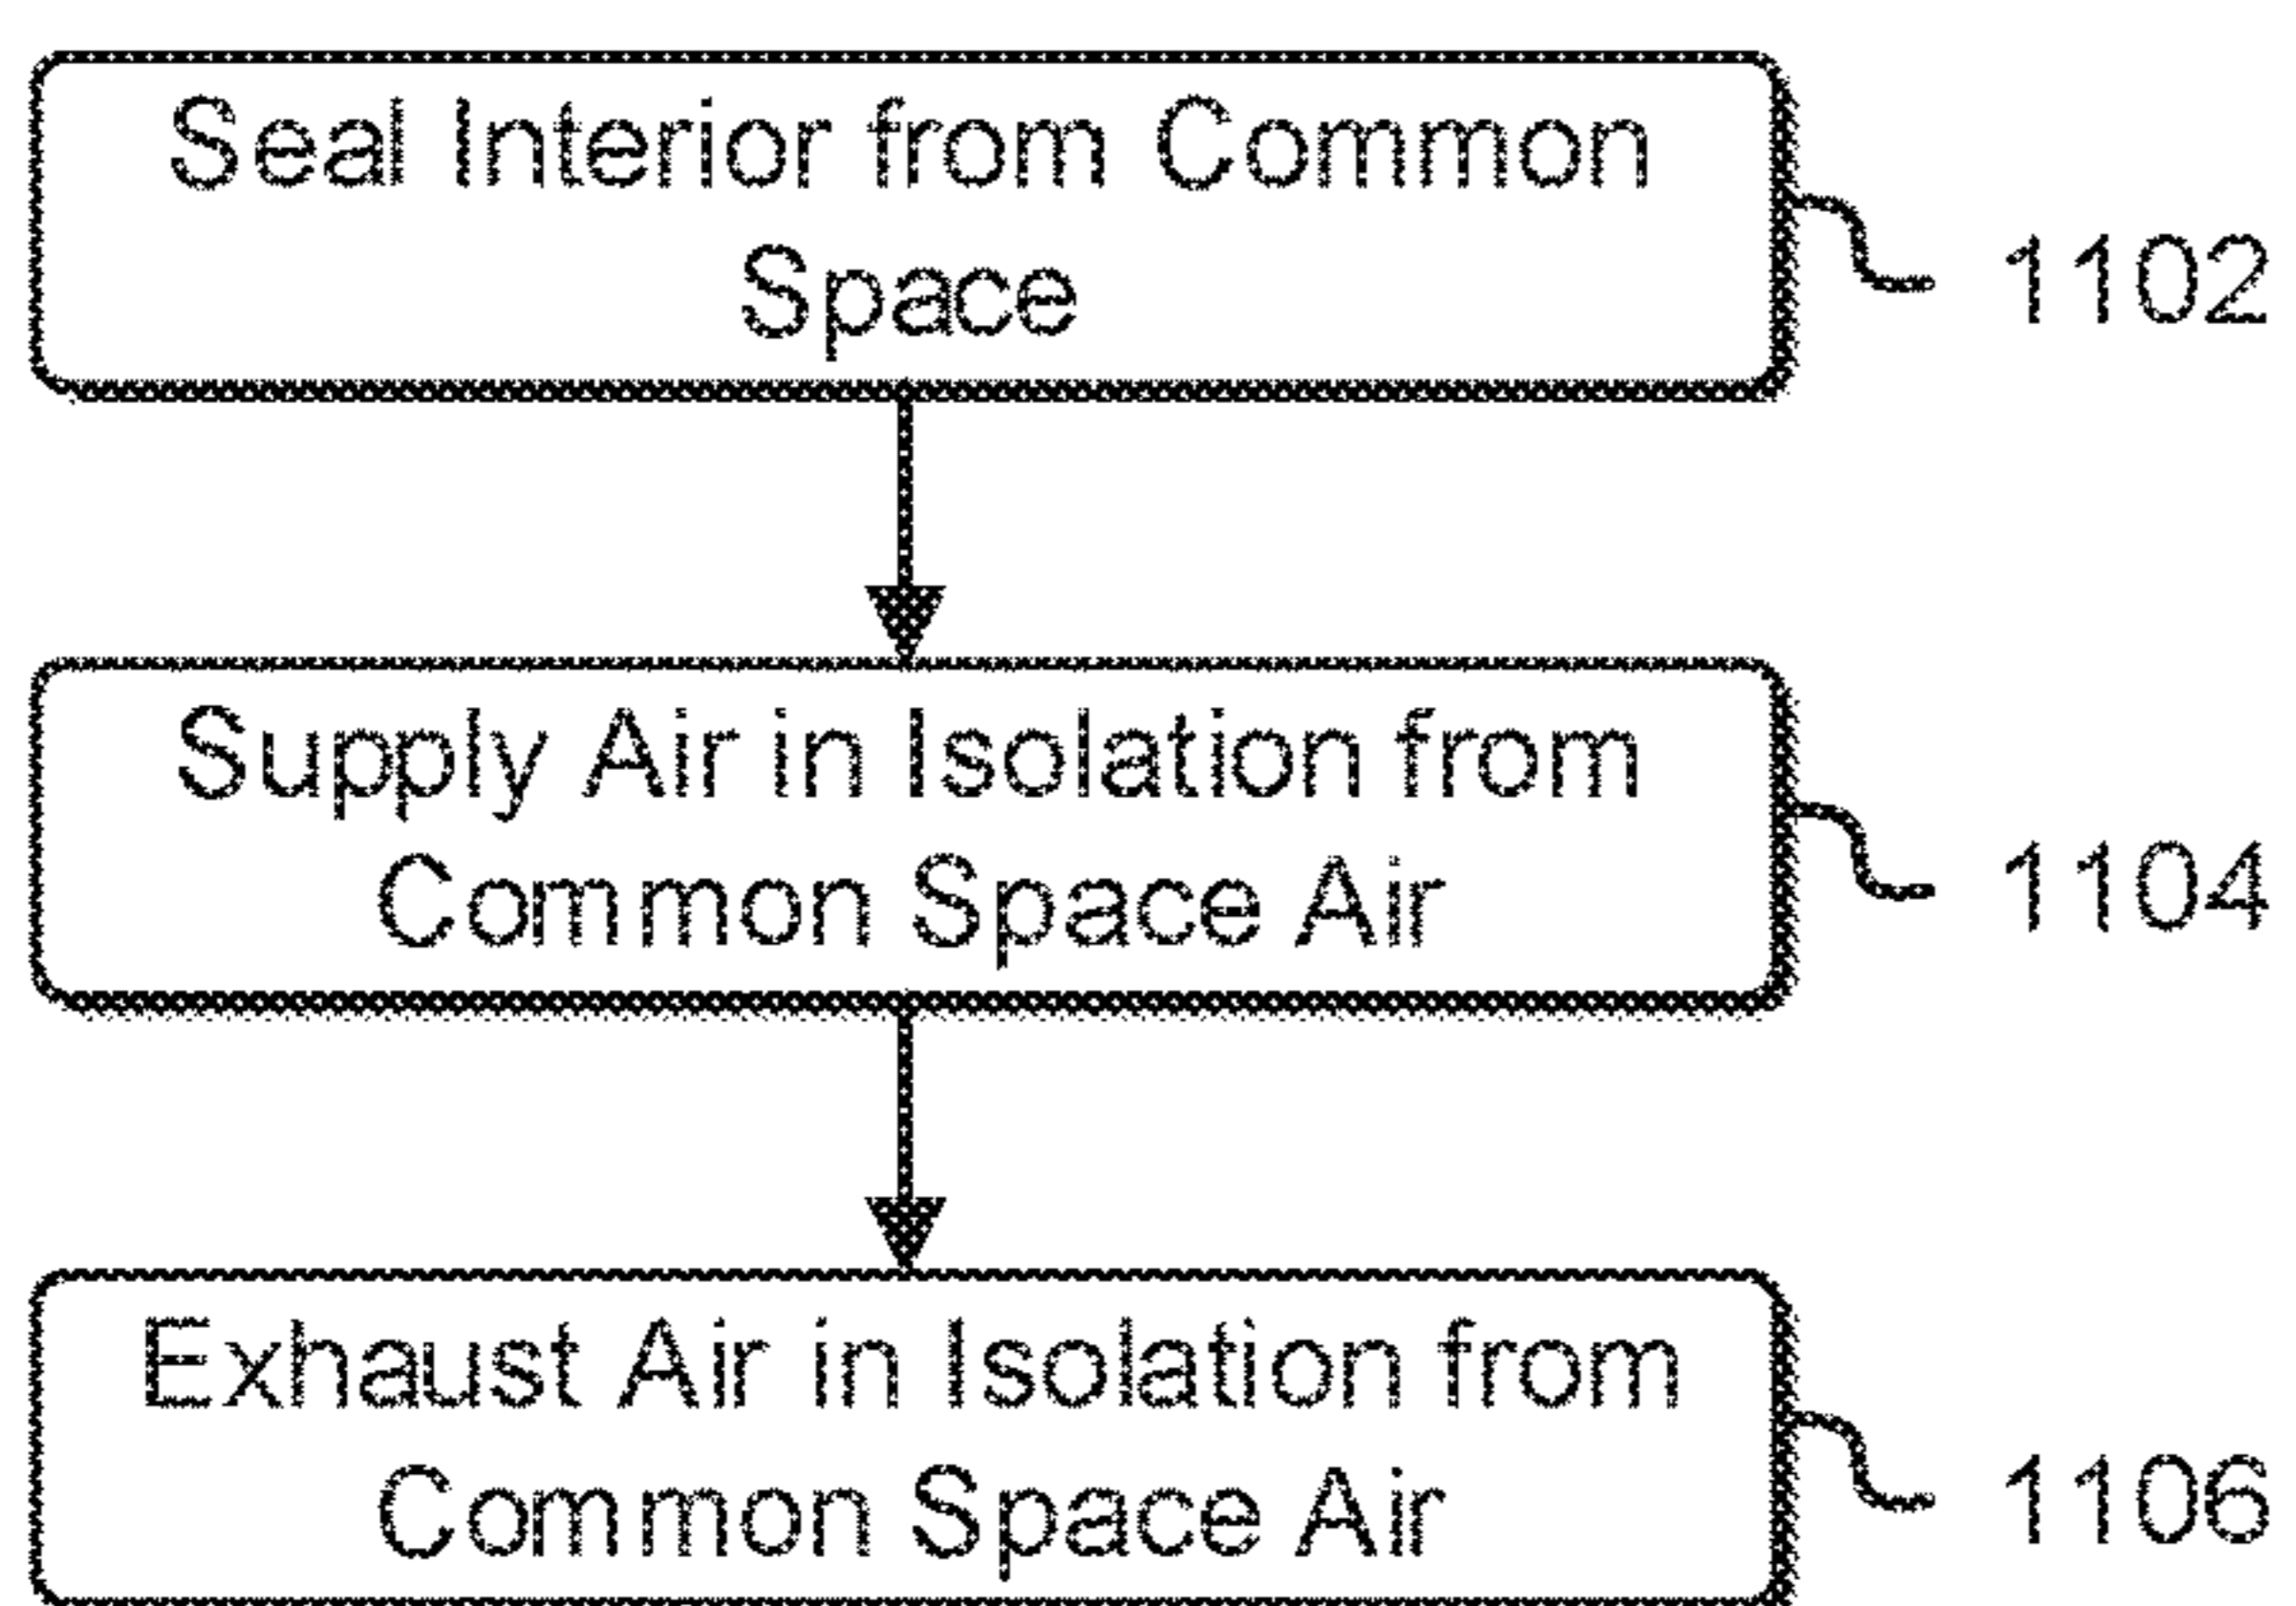 Seal Interior from Common
Space
1102
Supply Air in Isolation from
Common Space Air
1104
Exhaust Air in Isolation from
Common Space Air
1106